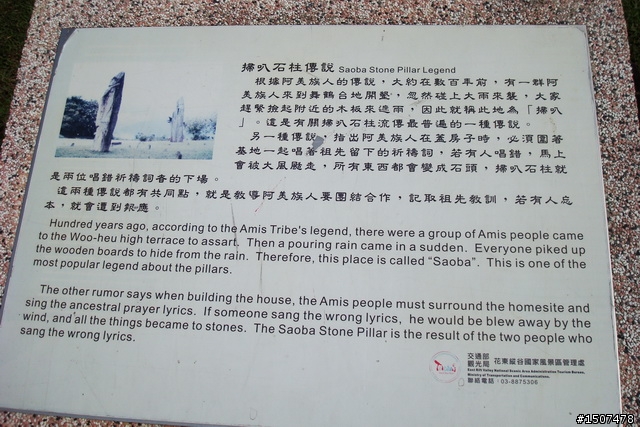 掃叭石柱傳說 Saoba Stone Pillar Legend
根據阿美族人的傳說，大約在數百年前，有一群阿
美族人來到舞鶴台地開墾，忽然碰上大雨來襲，大家
趕緊撿起附近的木板來遮雨，因此就稱此地為「掃叭
」。這是有關掃叭石柱流傳最普遍的一種傳說。
另一種傳說，指出阿美族人在蓋房子時，必須圍著
基地一起唱著祖先留下的祈禱詞，若有人唱錯，馬上
會被大風颳走，所有東西都會變成石頭，掃叭石柱就
是兩位唱錯祈禱詞者的下場。
這兩種傳說都有共同點，就是教導阿美族人要團結合作，記取祖先教訓，若有人忘
本，就會遭到報應。
Hundred years ago, according to the Amis Tribe's legend, there were a group of Amis people came
to the Woo-heu high terrace to assart. Then a pouring rain came in a sudden. Everyone piked up
the wooden boards to hide from the rain. Therefore, this place is called "Saoba". This is one of the
most popular legend about the pillars.
The other rumor says when building the house, the Amis people must surround the homesite and
sing the ancestral prayer lyrics. If someone sang the wrong lyrics, he would be blew away by the
wind, and all the things became to stones. The Saoba Stone Pillar is the result of the two people who
sang the wrong lyrics.
交通部
觀光局 花東縱谷國家風景區管理處
East Rift Valley National Scenic Area Administration Tourism Bureau,
Ministry of Transportation and Communications.
聯絡電話：03-8875306
#1507478